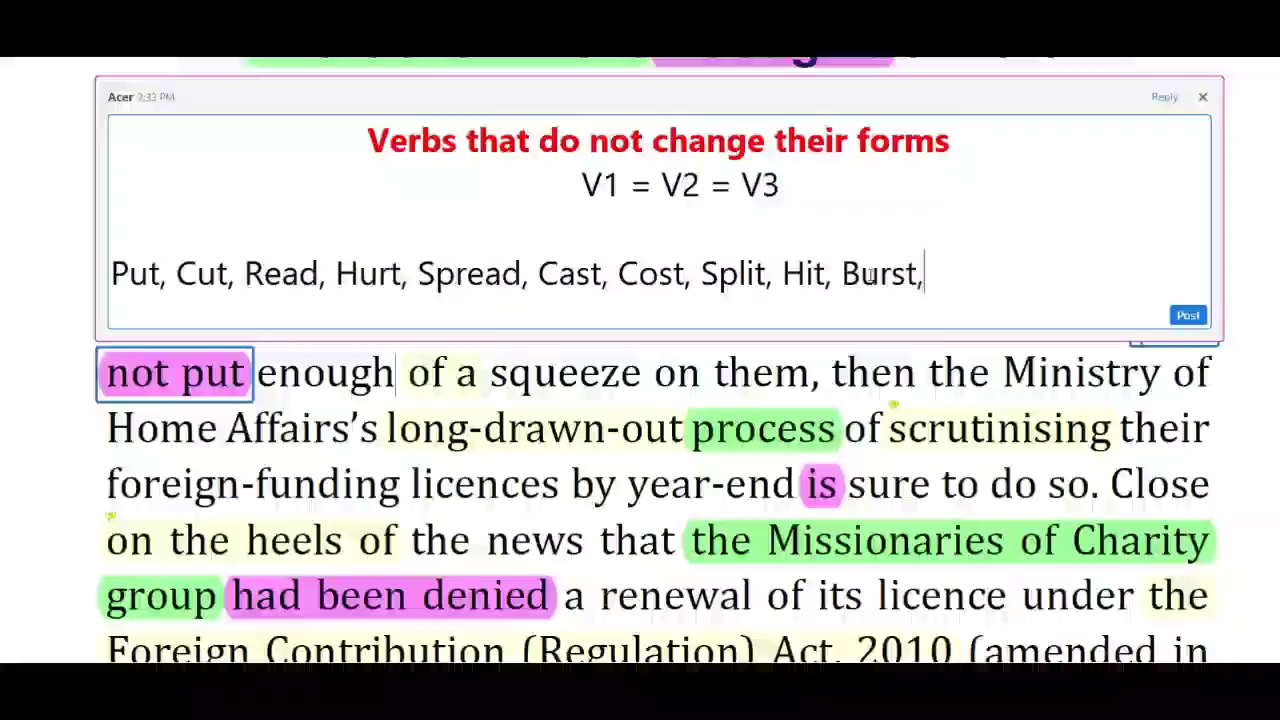 Acer 2:33 PM
Reply
Verbs that do not change their forms
V1 = V2 = V3
Put, Cut, Read, Hurt, Spread, Cast, Cost, Split, Hit, Burst,
Post
not put enough of a squeeze on them, then the Ministry of
Home Affairs’s long-drawn-out process of scrutinising their
foreign-funding licences by year-end is sure to do so. Close
on the heels of the news that the Missionaries of Charity
group had been denied a renewal of its licence under the
Foreign Contribution (Regulation) Act, 2010 (amended in